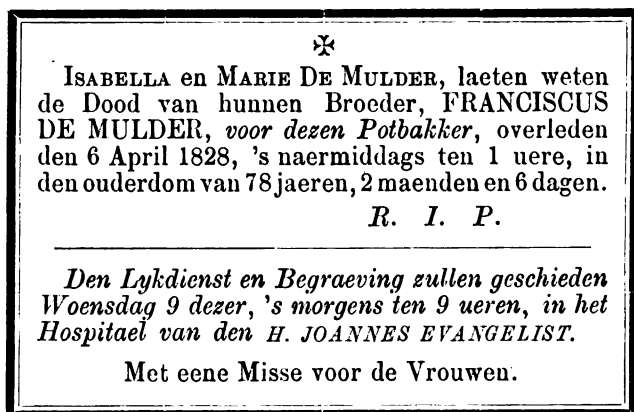 ISABELLA en MARIE DE MULDER, laeten weten
de Dood van hunnen Broeder, FRANCISCUS
DE MULDER, voor dezen Potbakker, overleden
den 6 April 1828, 's naermiddags ten 1 uere, in
den ouderdom van 78 jaeren, 2 maenden en 6 dagen.
R. I. P.
Den Lykdienst en Begraeving zullen geschieden
Woensdag 9 dezer, 's morgens ten 9 ueren, in het
Hospitael van den H. JOANNES EVANGELIST.
Met eene Misse voor de Vrouwen.